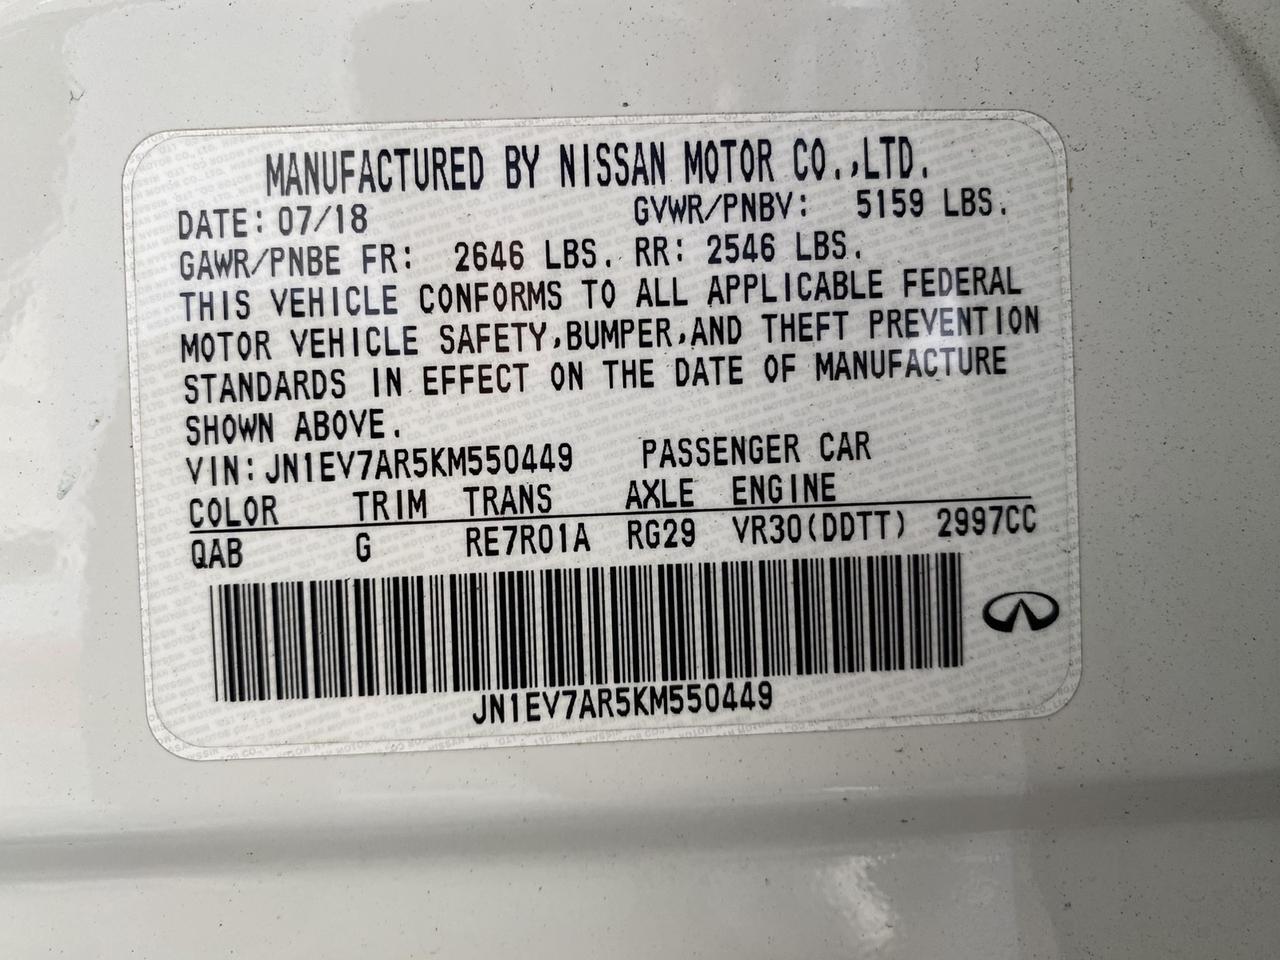 MANUFACTURED BY NISSAN MOTOR CO.,LTD.
DATE: 07/18 GVWR/PNBV: 5159 LBS.
GAWR/PNBE FR: 2646 LBS. RR: 2546 LBS.
THIS VEHICLE CONFORMS TO ALL APPLICABLE FEDERAL
MOTOR VEHICLE SAFETY,BUMPER,AND THEFT PREVENTION
STANDARDS IN EFFECT ON THE DATE OF MANUFACTURE
SHOWN ABOVE.
VIN:JN1EV7AR5KM550449 PASSENGER CAR
COLOR TRIM TRANS AXLE ENGINE
QAB G RE7R01A RG29 VR30(DDTT) 2997CC
JN1EV7AR5KM550449